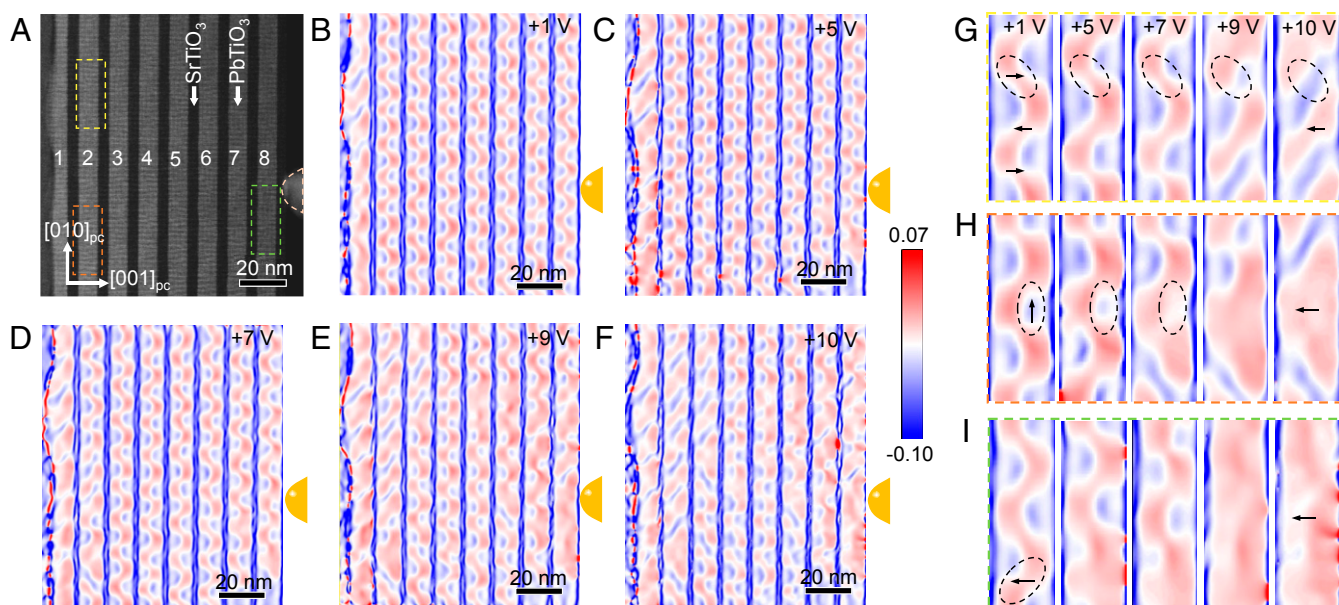 A
SrTiO3
PbTiO3
1 2 3 4 5 6 7 8
[010]pc
[001]pc
20 nm
B
+1 V
20 nm
C
+5 V
20 nm
0.07
-0.10
D
+7 V
20 nm
E
+9 V
20 nm
F
+10 V
20 nm
G
+1 V +5 V +7 V +9 V +10 V
H
I